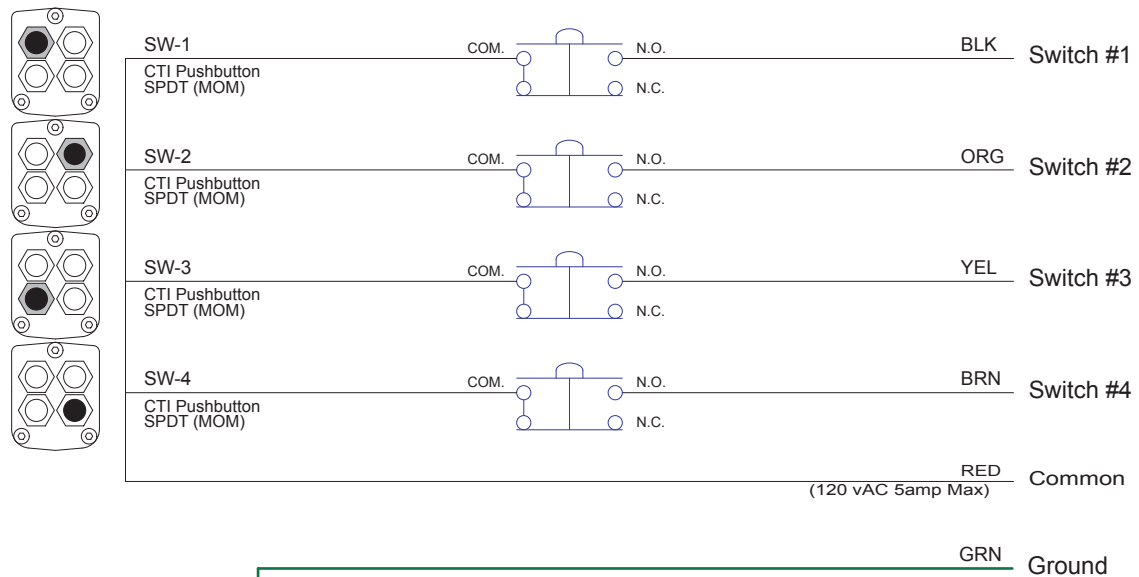 SW-1 COM. N.O. BLK Switch #1
CTI Pushbutton N.C.
SPDT (MOM)
SW-2 COM. N.O. ORG Switch #2
CTI Pushbutton
SPDT (MOM) N.C.
SW-3 COM. N.O. YEL Switch #3
CTI Pushbutton
SPDT (MOM) N.C.
SW-4 COM. N.O. BRN Switch #4
CTI Pushbutton
SPDT (MOM) N.C.
RED Common
(120 vAC 5amp Max)
GRN Ground